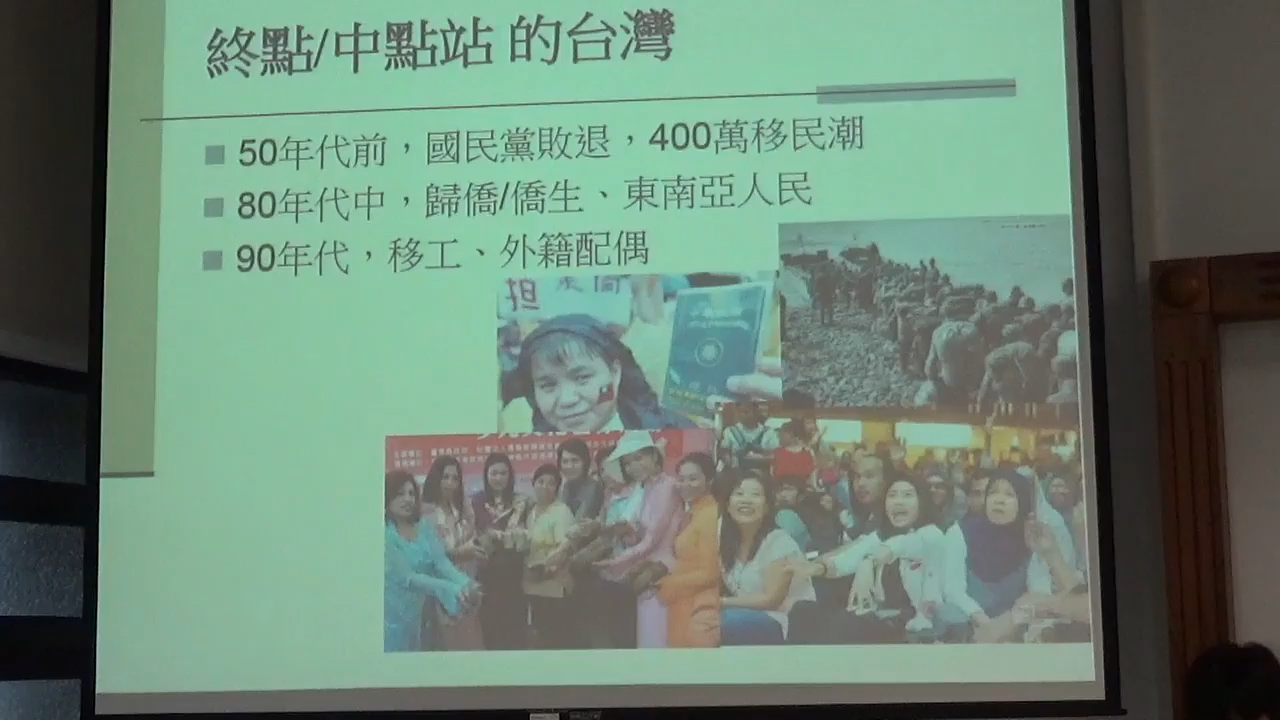 終點/中點站 的台灣
50年代前，國民黨敗退，400萬移民潮
80年代中，歸僑/僑生、東南亞人民
90年代，移工、外籍配偶
担